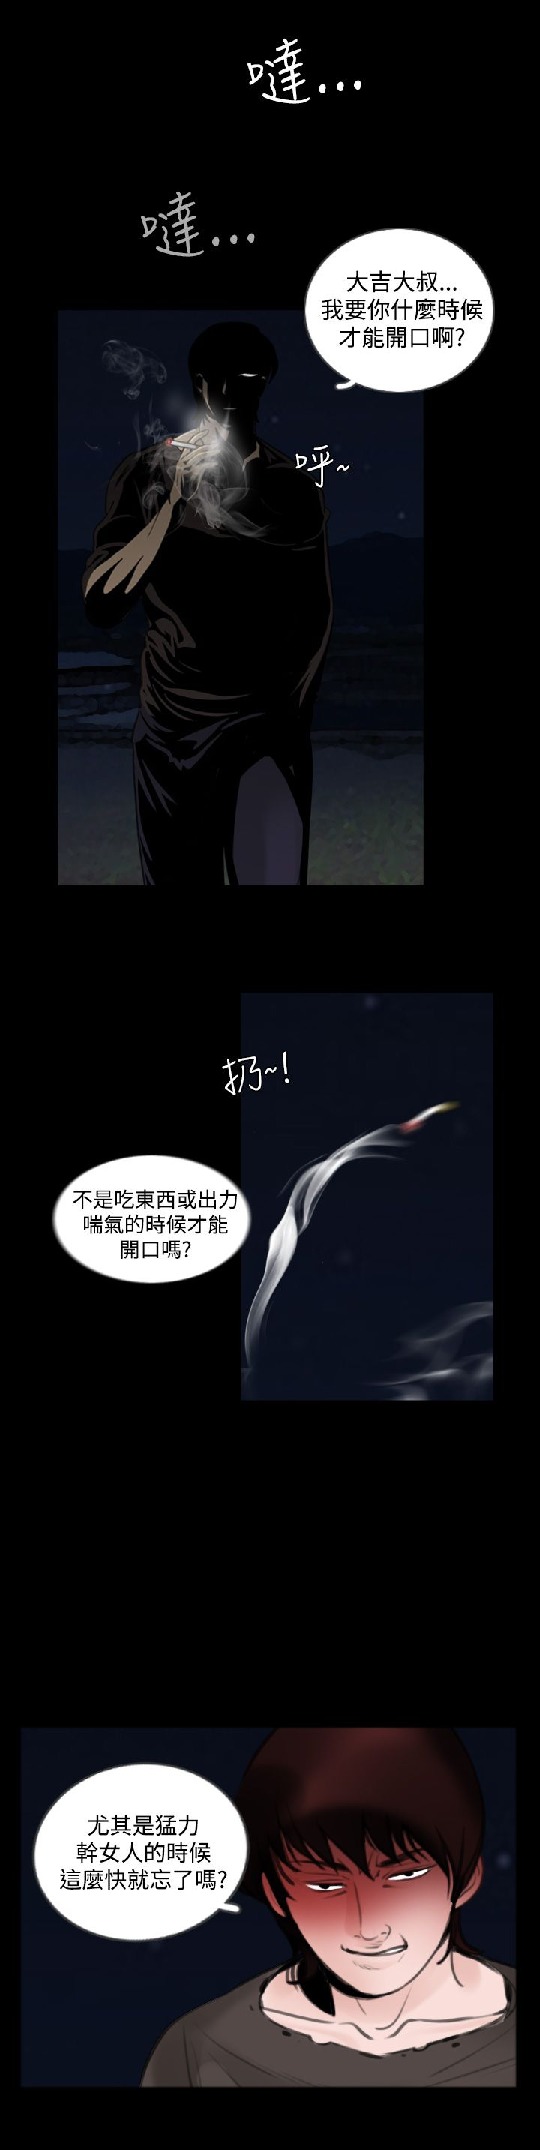 噠...
噠...
大吉大叔...
我要你什麼時候
才能開口啊?
呼~
扔~!
不是吃東西或出力
喘氣的時候才能
開口嗎?
尤其是猛力
幹女人的時候
這麼快就忘了嗎?